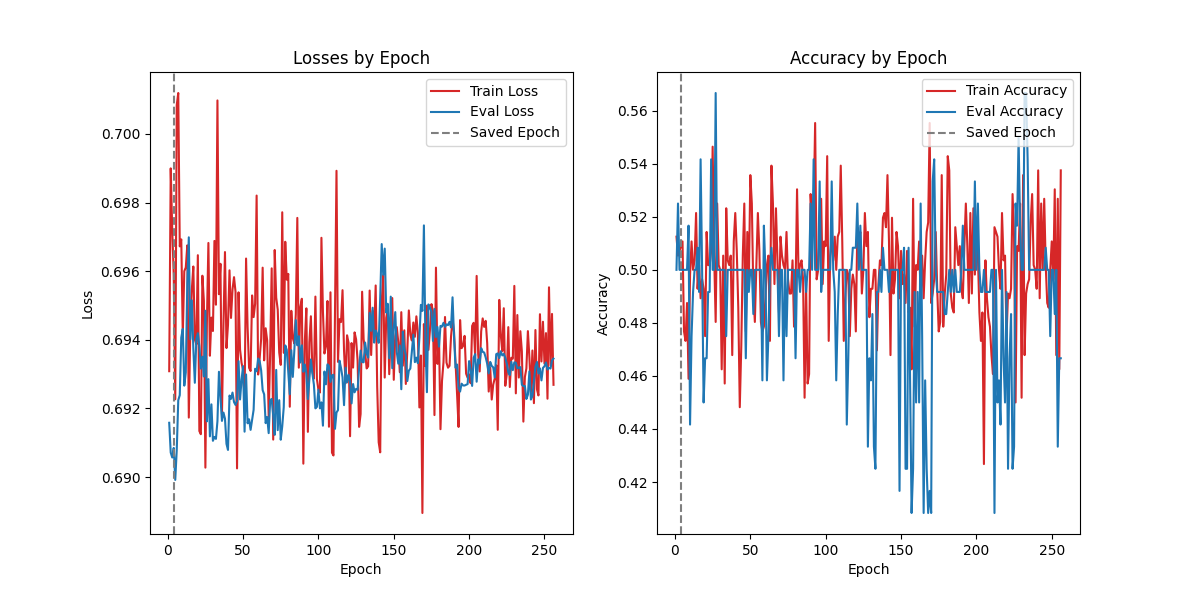 Losses by Epoch
Train Loss
Eval Loss
Saved Epoch
0.700
0.698
0.696
0.694
0.692
0.690
Loss
0
50
100
150
200
250
Epoch
Accuracy by Epoch
Train Accuracy
Eval Accuracy
Saved Epoch
0.56
0.54
0.52
0.50
0.48
0.46
0.44
0.42
Accuracy
0
50
100
150
200
250
Epoch